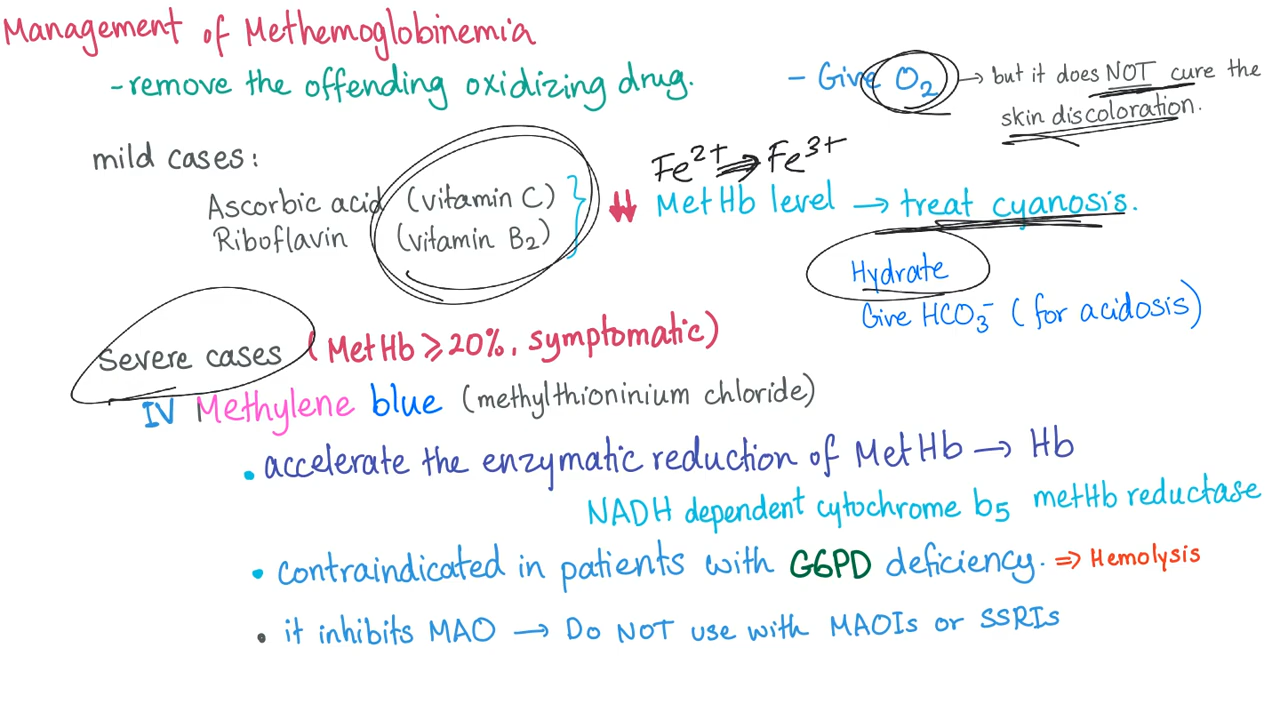 Management of Methemoglobinemia
- remove the offending oxidizing drug.
- Give O₂ → but it does NOT cure the
skin discoloration.
mild cases:
Fe²⁺ ⇒ Fe³⁺
Ascorbic acid (vitamin C)
Riboflavin (vitamin B₂)
↓↓ MetHb level → treat cyanosis.
Hydrate
Give HCO₃⁻ (for acidosis)
Severe cases (MetHb ⩾ 20%, symptomatic)
IV Methylene blue (methylthioninium chloride)
• accelerate the enzymatic reduction of MetHb → Hb
NADH dependent cytochrome b₅ metHb reductase
• contraindicated in patients with G6PD deficiency. ⇒ Hemolysis
• it inhibits MAO → Do NOT use with MAOIs or SSRIs